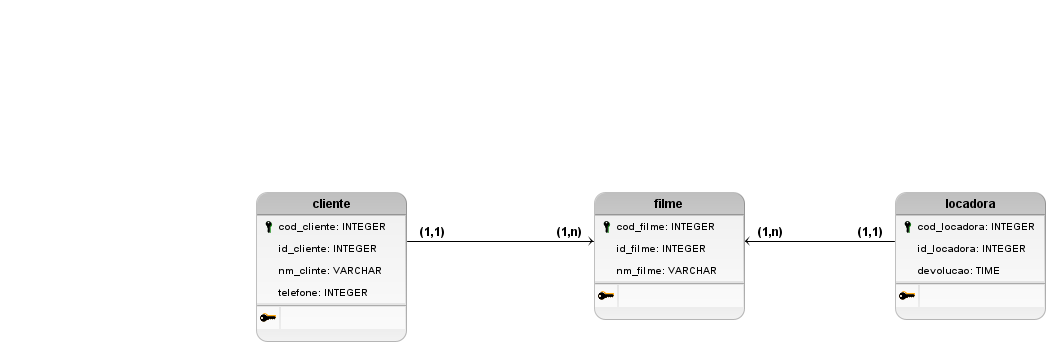 cliente
cod_cliente: INTEGER
id_cliente: INTEGER
nm_clinte: VARCHAR
telefone: INTEGER
(1,1)
(1,n)
filme
cod_filme: INTEGER
id_filme: INTEGER
nm_filme: VARCHAR
(1,n)
(1,1)
locadora
cod_locadora: INTEGER
id_locadora: INTEGER
devolucao: TIME